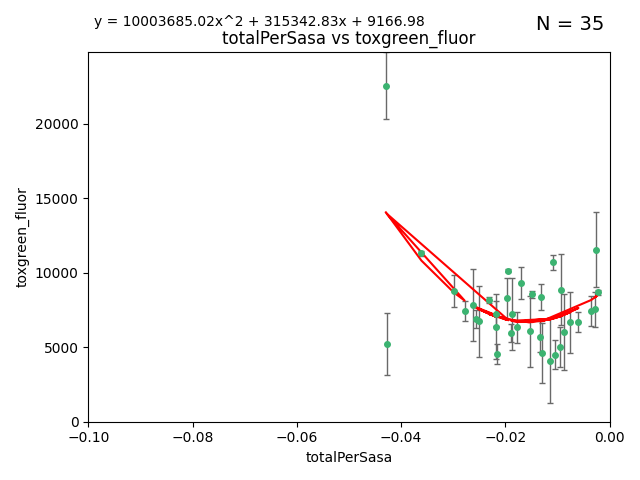 y = 10003685.02x^2 + 315342.83x + 9166.98
N = 35
totalPerSasa vs toxgreen_fluor
20000
15000
10000
5000
0
toxgreen_fluor
−0.10
−0.08
−0.06
−0.04
−0.02
0.00
totalPerSasa